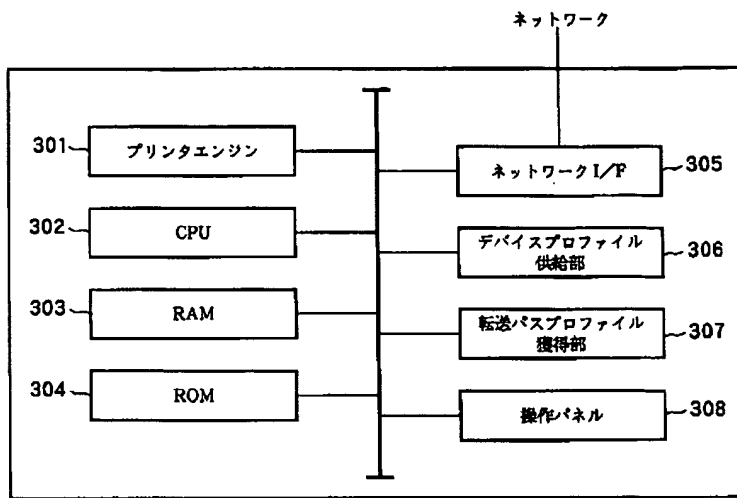 ネットワーク
301
プリンタエンジン
302
CPU
303
RAM
304
ROM
ネットワークI/F
305
デバイスプロファイル
供給部
306
転送パスプロファイル
獲得部
307
操作パネル
308